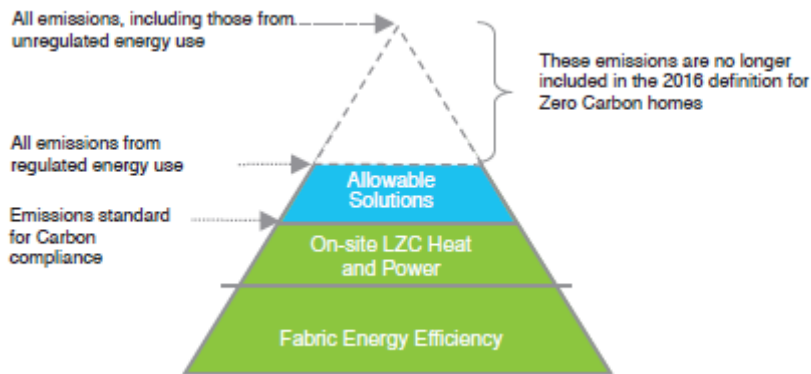 All emissions, including those from
unregulated energy use
These emissions are no longer
included in the 2016 definition for
Zero Carbon homes
All emissions from
regulated energy use
Allowable
Solutions
Emissions standard
for Carbon
compliance
On-site LZC Heat
and Power
Fabric Energy Efficiency